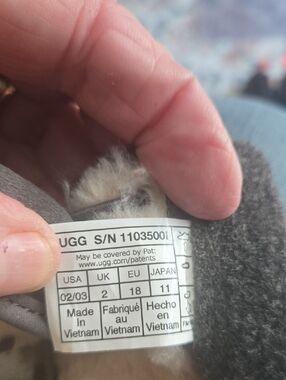 UGG S/N 1103500I
May be covered by Pat:
www.ugg.com/patents
USA UK EU JAPAN
02/03 2 18 11
Made in Vietnam
Fabriqué au Vietnam
Hecho en Vietnam